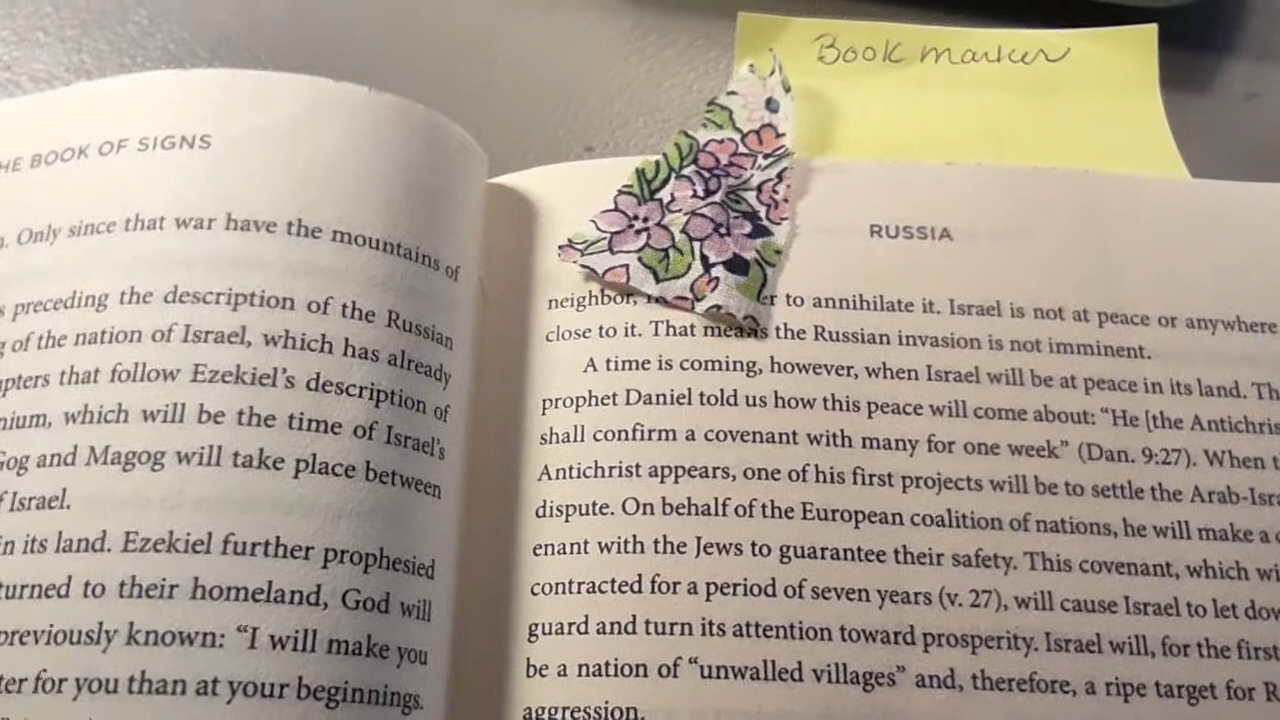 Book marker
HE BOOK OF SIGNS
. Only since that war have the mountains of
s preceding the description of the Russian
g of the nation of Israel, which has already
pters that follow Ezekiel's description of
nium, which will be the time of Israel's
Gog and Magog will take place between
f Israel.
in its land. Ezekiel further prophesied
turned to their homeland, God will
previously known: "I will make you
ter for you than at your beginnings.
RUSSIA
neighbor, er to annihilate it. Israel is not at peace or anywhere
close to it. That means the Russian invasion is not imminent.
A time is coming, however, when Israel will be at peace in its land. Th
prophet Daniel told us how this peace will come about: "He [the Antichris
shall confirm a covenant with many for one week" (Dan. 9:27). When t
Antichrist appears, one of his first projects will be to settle the Arab-Isra
dispute. On behalf of the European coalition of nations, he will make a c
enant with the Jews to guarantee their safety. This covenant, which wi
contracted for a period of seven years (v. 27), will cause Israel to let dow
guard and turn its attention toward prosperity. Israel will, for the first
be a nation of "unwalled villages" and, therefore, a ripe target for R
aggression.